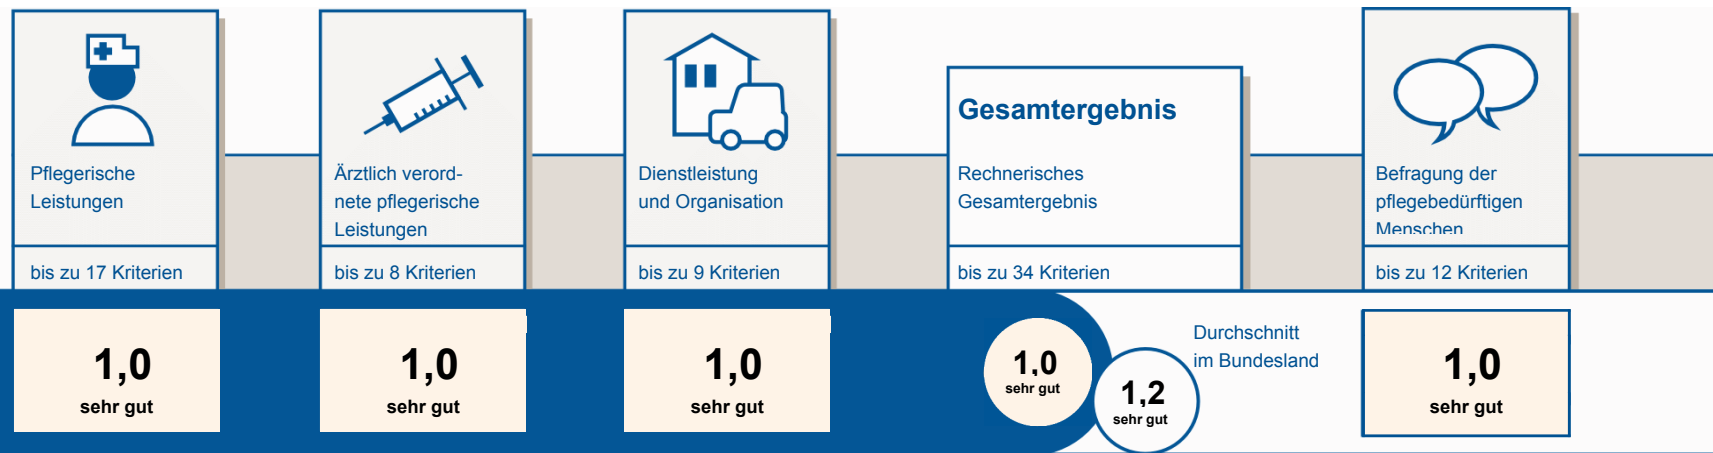 Pflegerische
Leistungen
bis zu 17 Kriterien
1,0
sehr gut
Ärztlich verord-
nete pflegerische
Leistungen
bis zu 8 Kriterien
1,0
sehr gut
Dienstleistung
und Organisation
bis zu 9 Kriterien
1,0
sehr gut
Gesamtergebnis
Rechnerisches
Gesamtergebnis
bis zu 34 Kriterien
1,0
sehr gut
Durchschnitt
im Bundesland
1,2
sehr gut
Befragung der
pflegebedürftigen
Menschen
bis zu 12 Kriterien
1,0
sehr gut